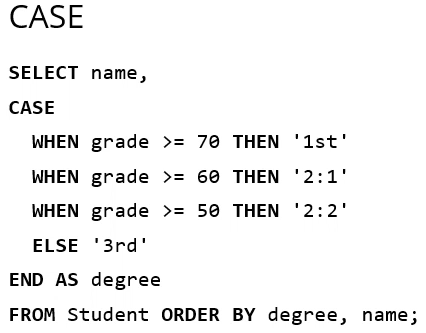 CASE
SELECT name,
CASE
WHEN grade >= 70 THEN '1st'
WHEN grade >= 60 THEN '2:1'
WHEN grade >= 50 THEN '2:2'
ELSE '3rd'
END AS degree
FROM Student ORDER BY degree, name;